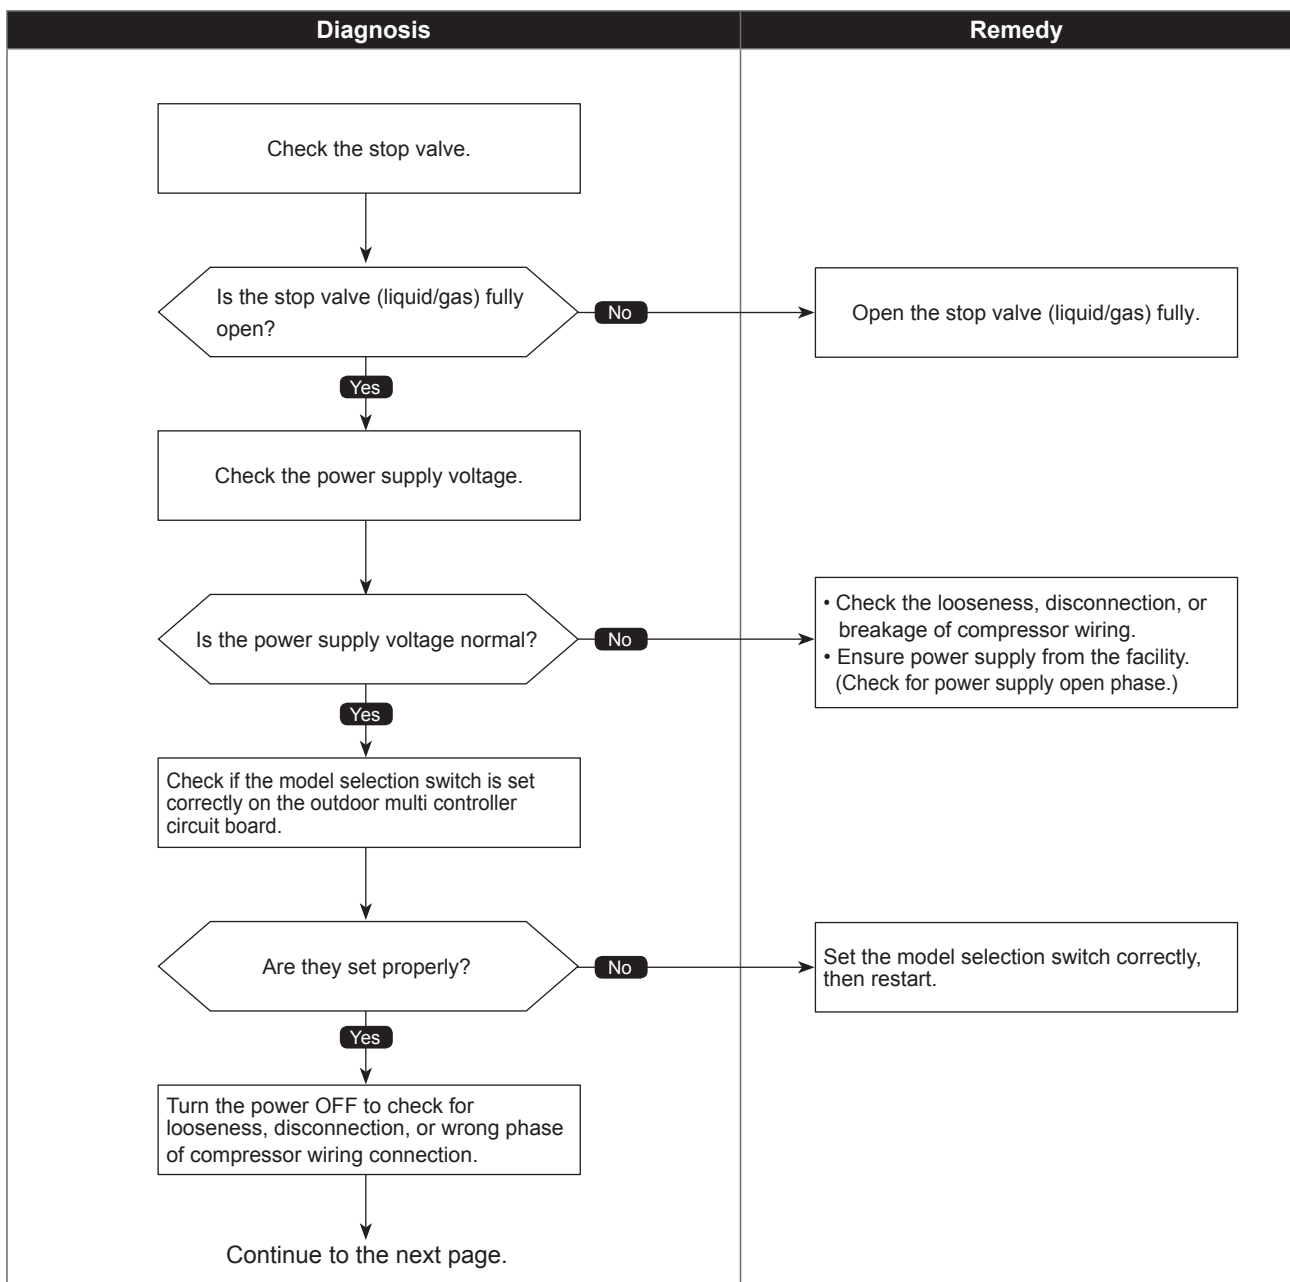 Diagnosis
Remedy
Check the stop valve.
Is the stop valve (liquid/gas) fully
open?
No
Open the stop valve (liquid/gas) fully.
Yes
Check the power supply voltage.
Is the power supply voltage normal?
No
• Check the looseness, disconnection, or
breakage of compressor wiring.
• Ensure power supply from the facility.
(Check for power supply open phase.)
Yes
Check if the model selection switch is set
correctly on the outdoor multi controller
circuit board.
Are they set properly?
No
Set the model selection switch correctly,
then restart.
Yes
Turn the power OFF to check for
looseness, disconnection, or wrong phase
of compressor wiring connection.
Continue to the next page.